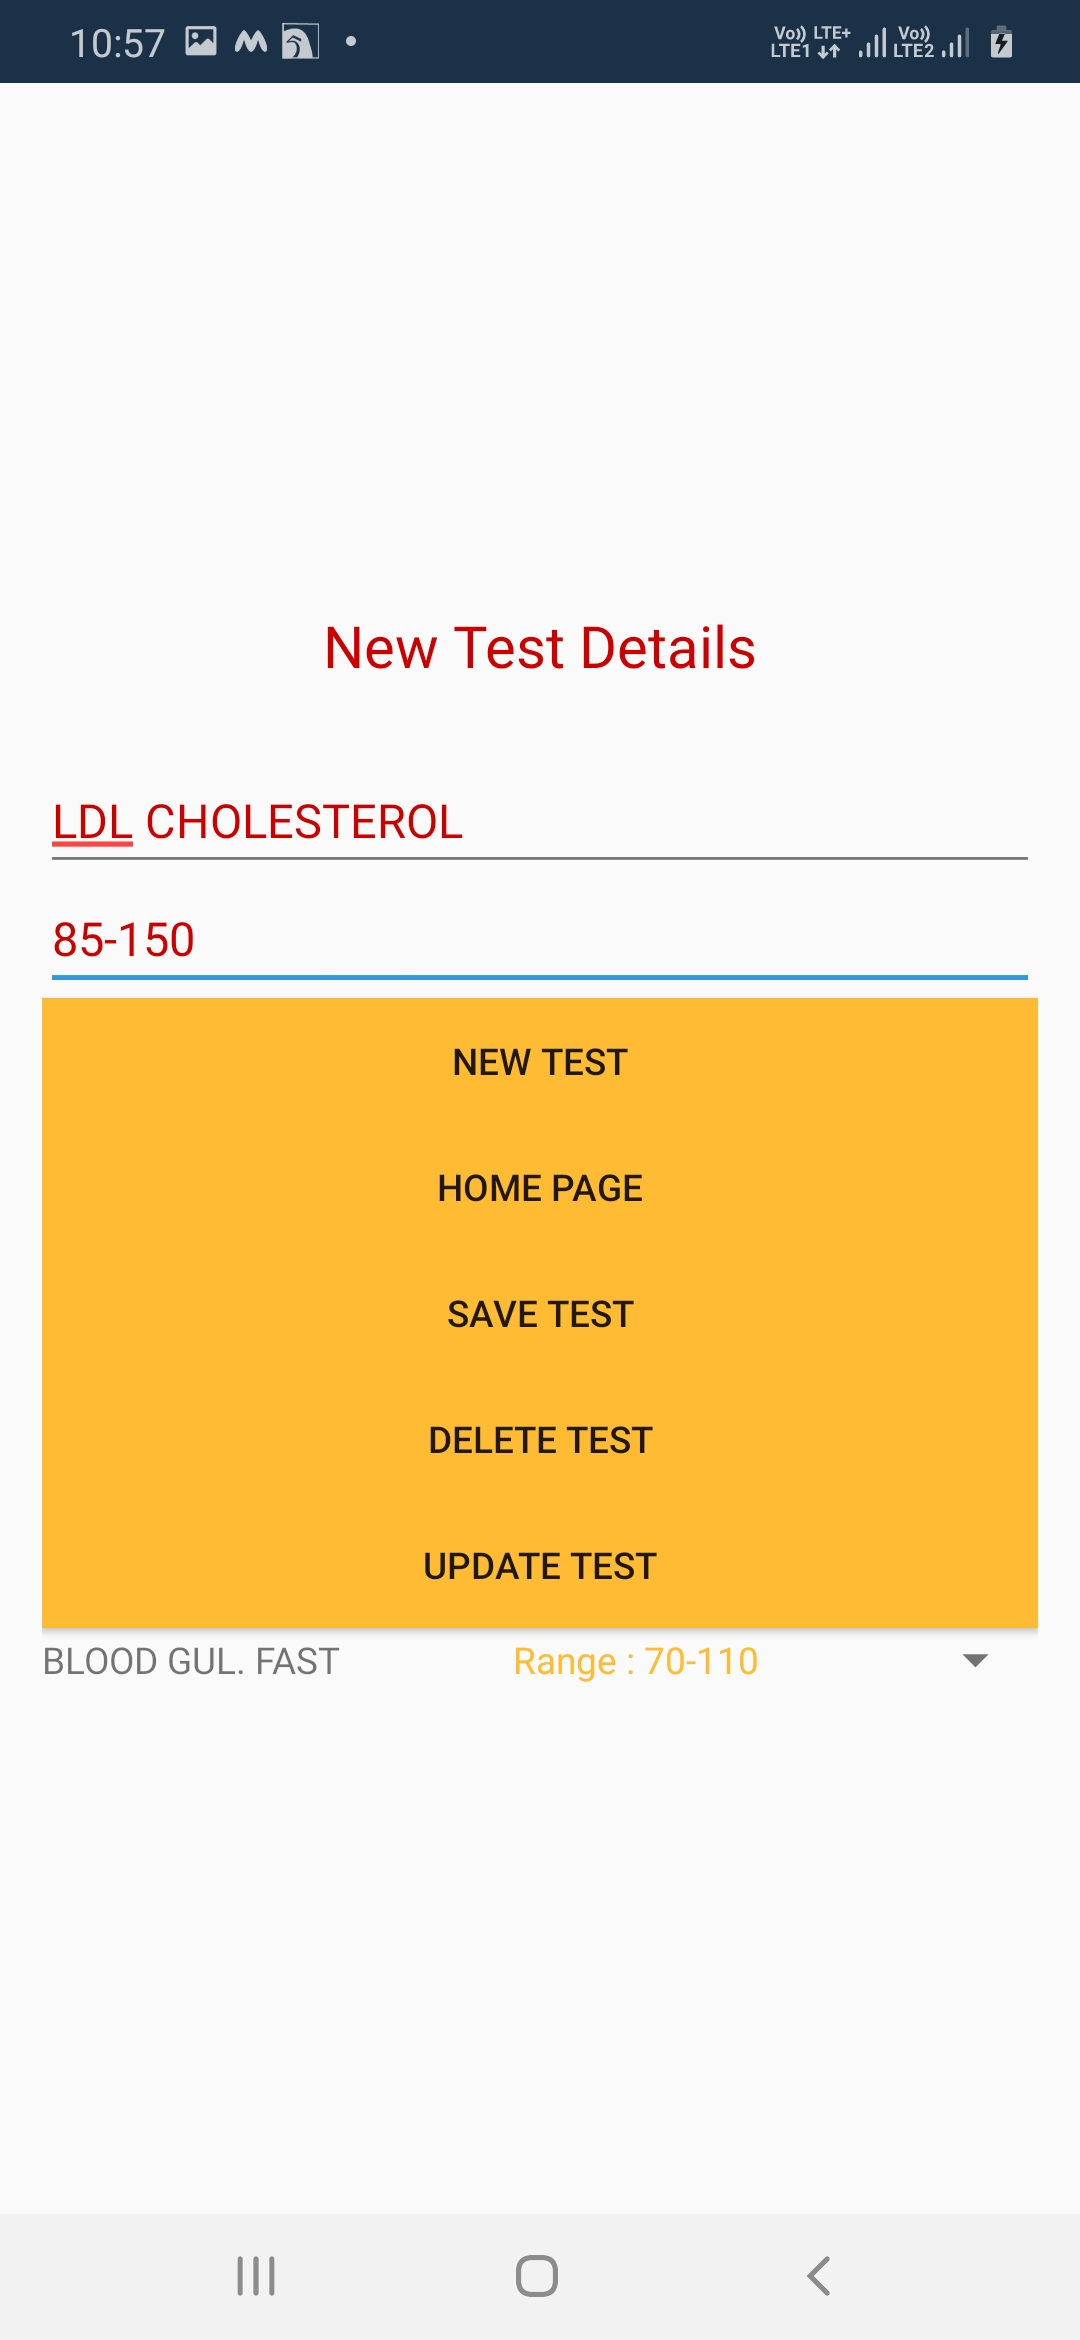 10:57
Vo)) LTE+ Vo))
LTE1 LTE2
New Test Details
LDL CHOLESTEROL
85-150
NEW TEST
HOME PAGE
SAVE TEST
DELETE TEST
UPDATE TEST
BLOOD GUL. FAST Range : 70-110